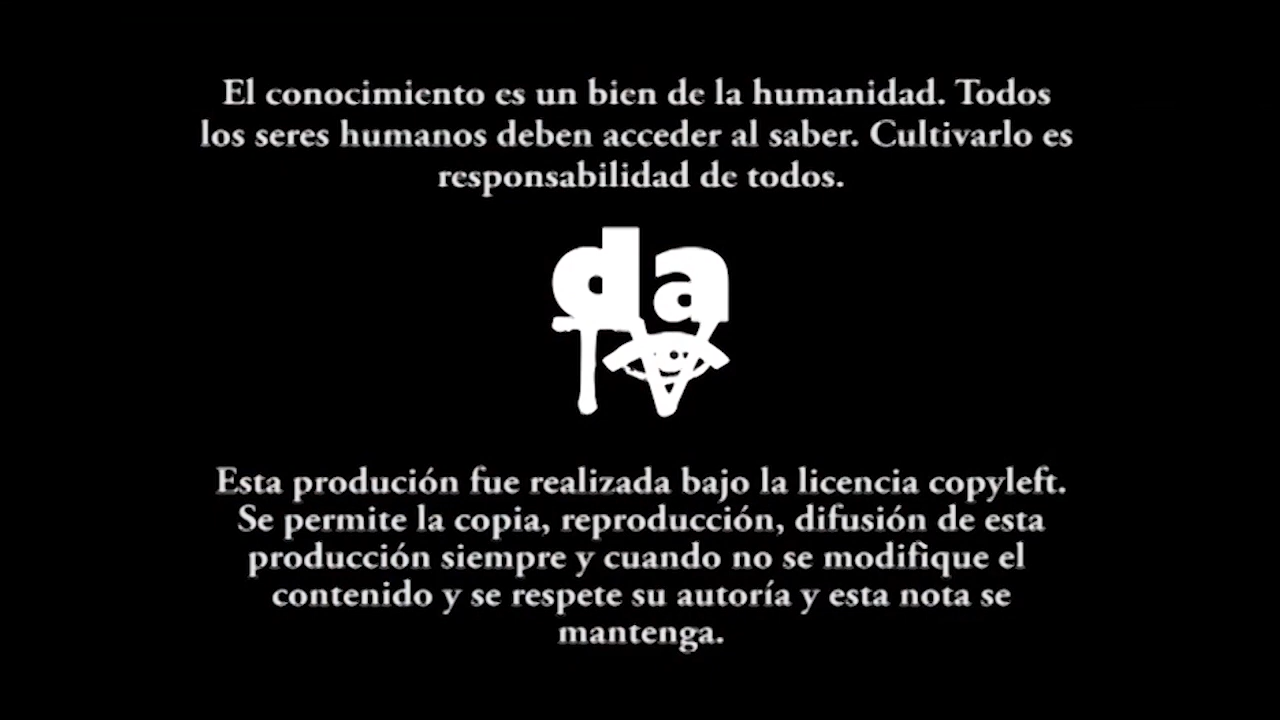 El conocimiento es un bien de la humanidad. Todos
los seres humanos deben acceder al saber. Cultivarlo es
responsabilidad de todos.
da
TV
Esta produción fue realizada bajo la licencia copyleft.
Se permite la copia, reproducción, difusión de esta
producción siempre y cuando no se modifique el
contenido y se respete su autoría y esta nota se
mantenga.